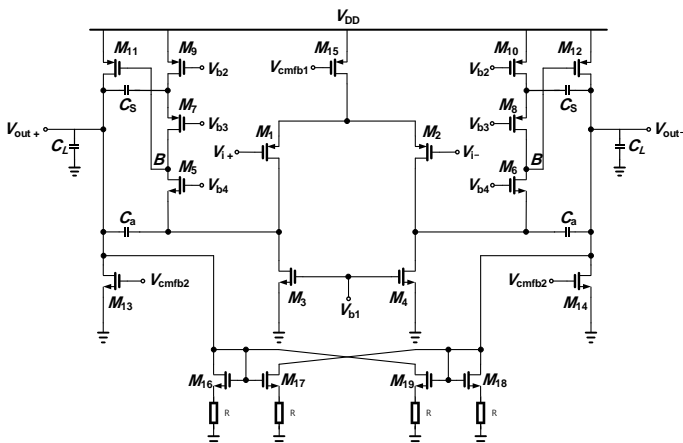 VDD
M11 M9 M15 M10 M12
Vb2 Vcmfb1 Vb2
CS CS
M7 M8
Vout+ Vb3 M1 M2 Vb3 Vout-
CL B Vi+ Vi- B CL
M5 M6
Vb4 Vb4
Ca Ca
Vcmfb2 M3 M4 Vcmfb2
M13 Vb1 M14
M16 M17 M19 M18
R R R R